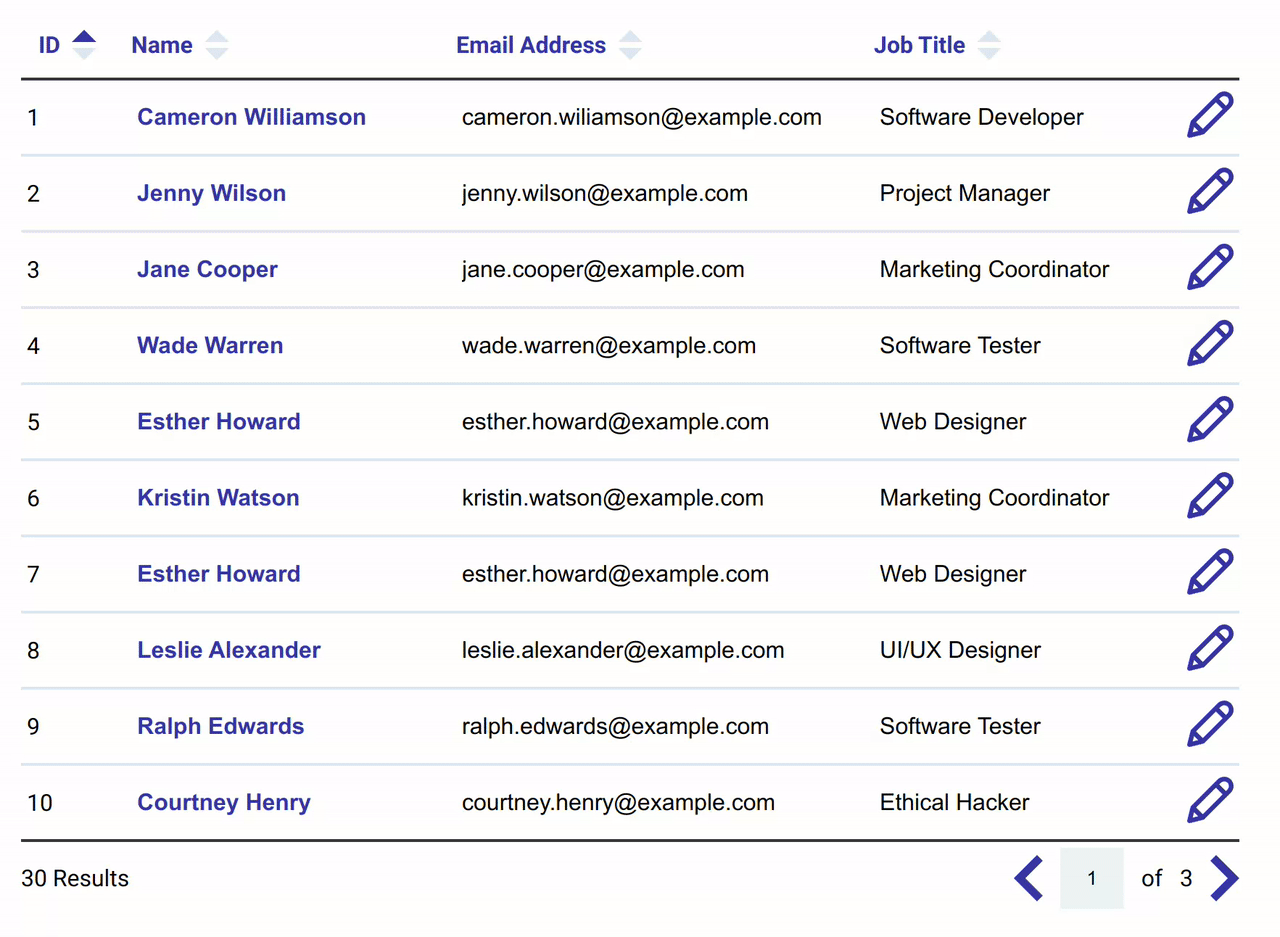 ID Name Email Address Job Title
1 Cameron Williamson cameron.wiliamson@example.com Software Developer
2 Jenny Wilson jenny.wilson@example.com Project Manager
3 Jane Cooper jane.cooper@example.com Marketing Coordinator
4 Wade Warren wade.warren@example.com Software Tester
5 Esther Howard esther.howard@example.com Web Designer
6 Kristin Watson kristin.watson@example.com Marketing Coordinator
7 Esther Howard esther.howard@example.com Web Designer
8 Leslie Alexander leslie.alexander@example.com UI/UX Designer
9 Ralph Edwards ralph.edwards@example.com Software Tester
10 Courtney Henry courtney.henry@example.com Ethical Hacker
30 Results 1 of 3